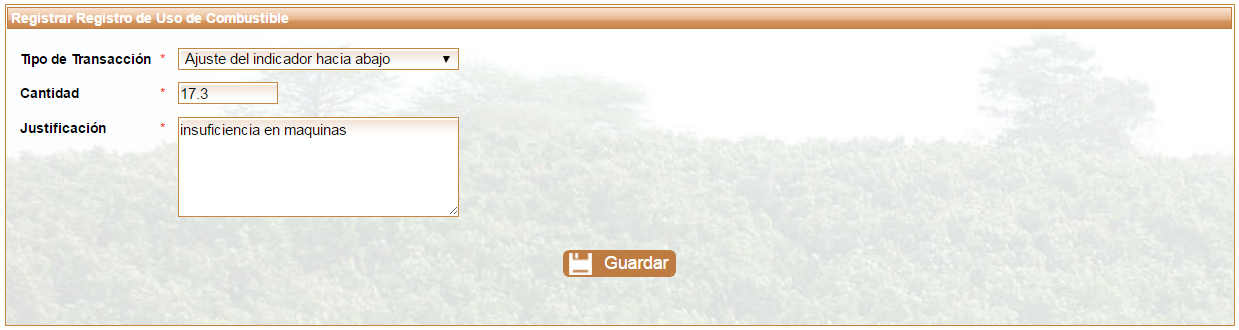 Registrar Registro de Uso de Combustible
Tipo de Transacción * Ajuste del indicador hacia abajo
Cantidad * 17.3
Justificación * insuficiencia en maquinas
Guardar